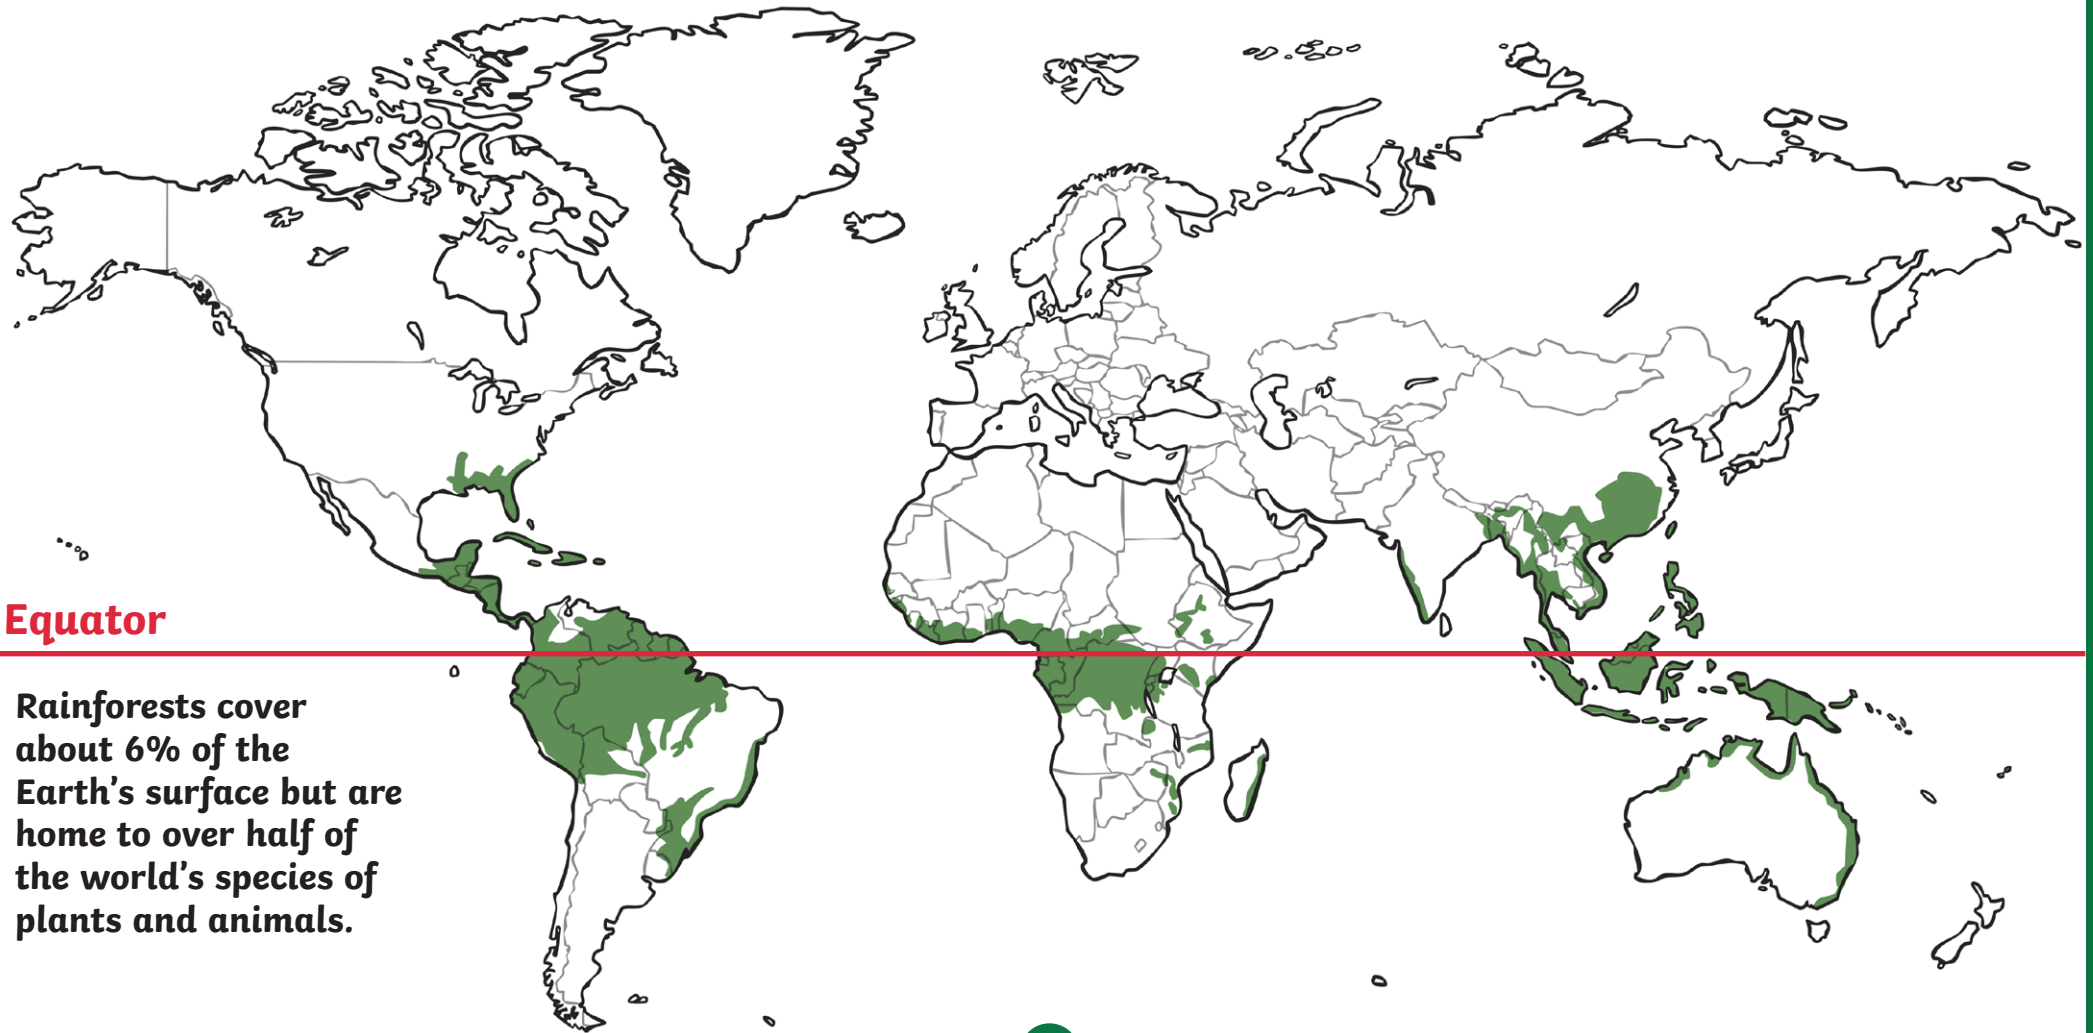 Equator
Rainforests cover
about 6% of the
Earth's surface but are
home to over half of
the world's species of
plants and animals.